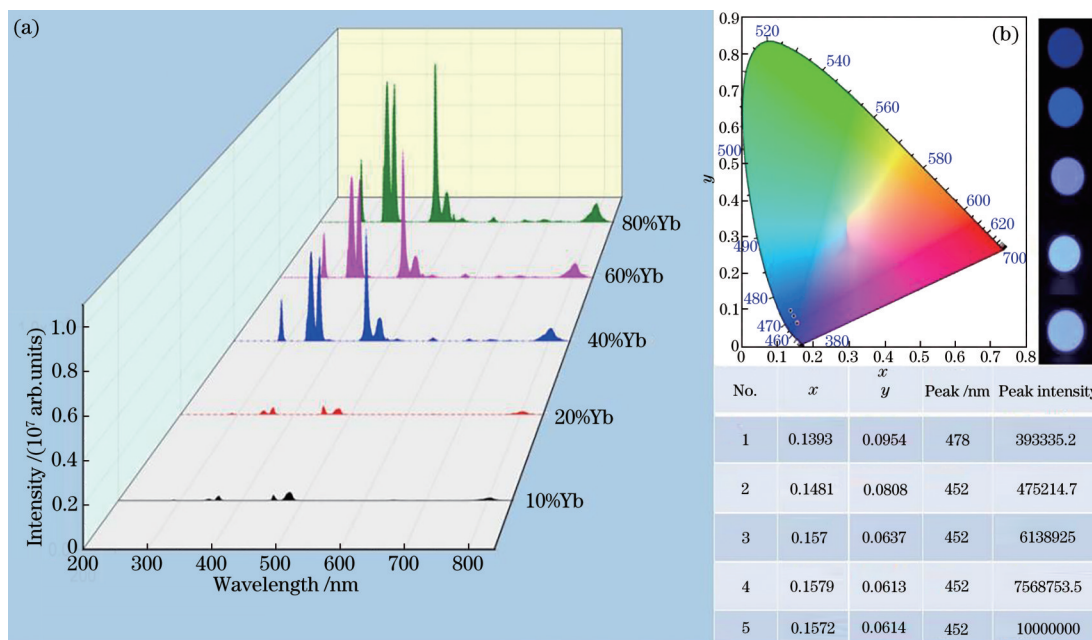 (a)
Intensity /(10⁷ arb.units)
1.0
0.8
0.6
0.4
0.2
0
200 300 400 500 600 700 800
Wavelength /nm
80%Yb
60%Yb
40%Yb
20%Yb
10%Yb
(b)
y
0.9
0.8
0.7
0.6
0.5
0.4
0.3
0.2
0.1
0
0 0.1 0.2 0.3 0.4 0.5 0.6 0.7 0.8
x
520
540
560
580
600
620
700
500
490
480
470
460
380
No. x y Peak /nm Peak intensity
1 0.1393 0.0954 478 393335.2
2 0.1481 0.0808 452 475214.7
3 0.157 0.0637 452 6138925
4 0.1579 0.0613 452 7568753.5
5 0.1572 0.0614 452 10000000